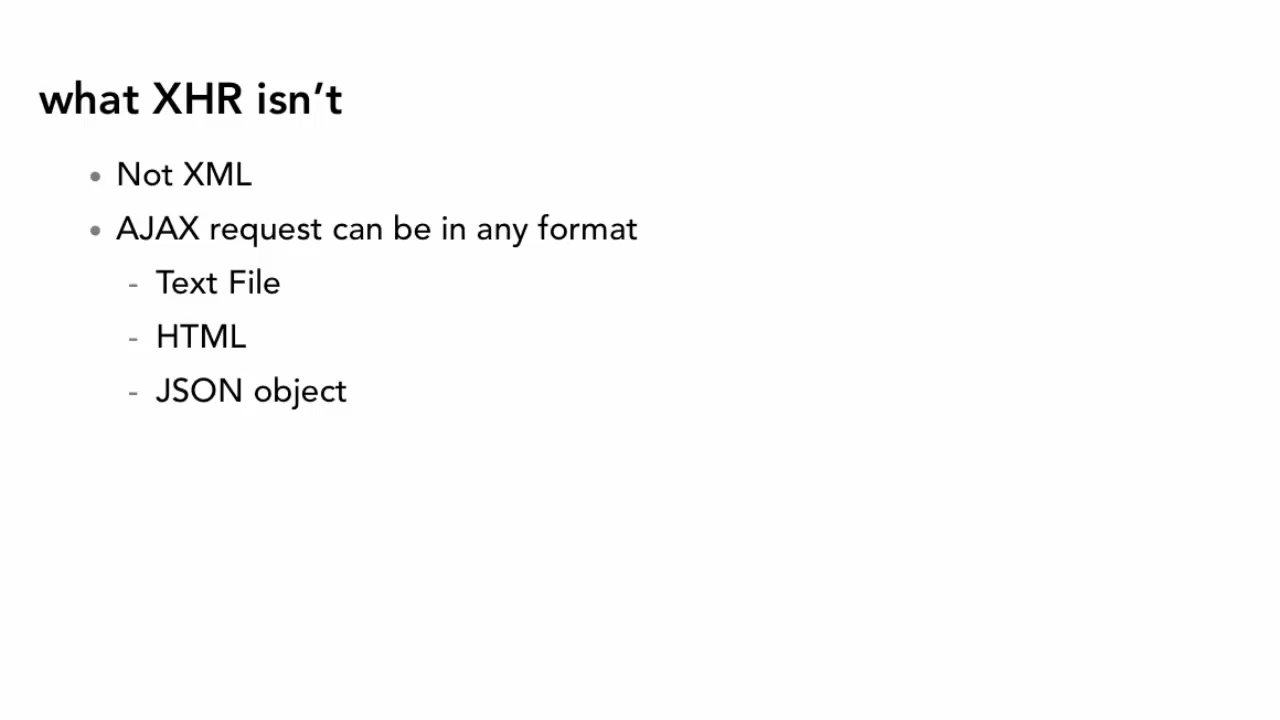 what XHR isn’t
• Not XML
• AJAX request can be in any format
- Text File
- HTML
- JSON object